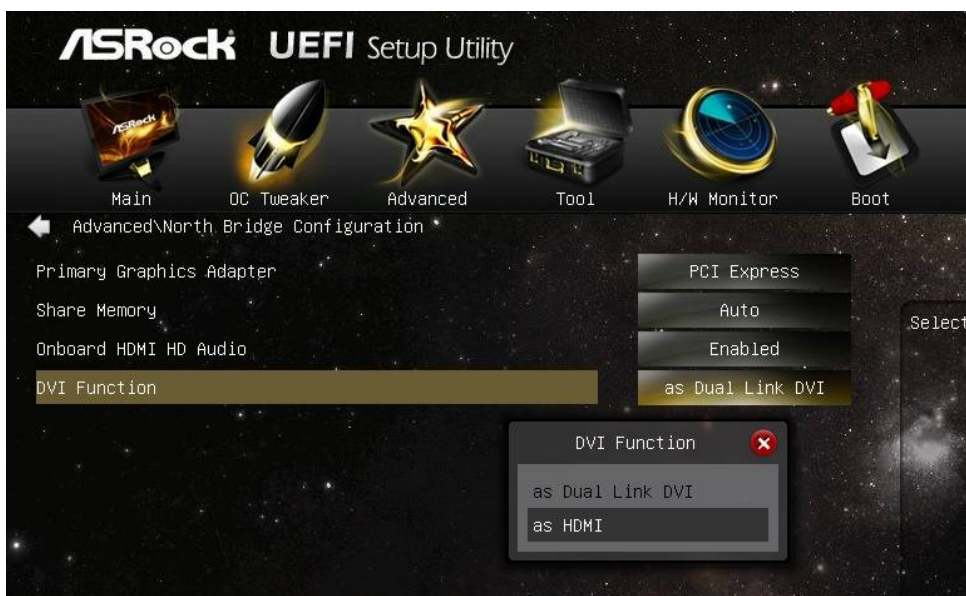 ASRock UEFI Setup Utility
ASRock
Main OC Tweaker Advanced Tool H/W Monitor Boot
Advanced\North Bridge Configuration
Primary Graphics Adapter PCI Express
Share Memory Auto
Select
Onboard HDMI HD Audio Enabled
DVI Function as Dual Link DVI
DVI Function
as Dual Link DVI
as HDMI